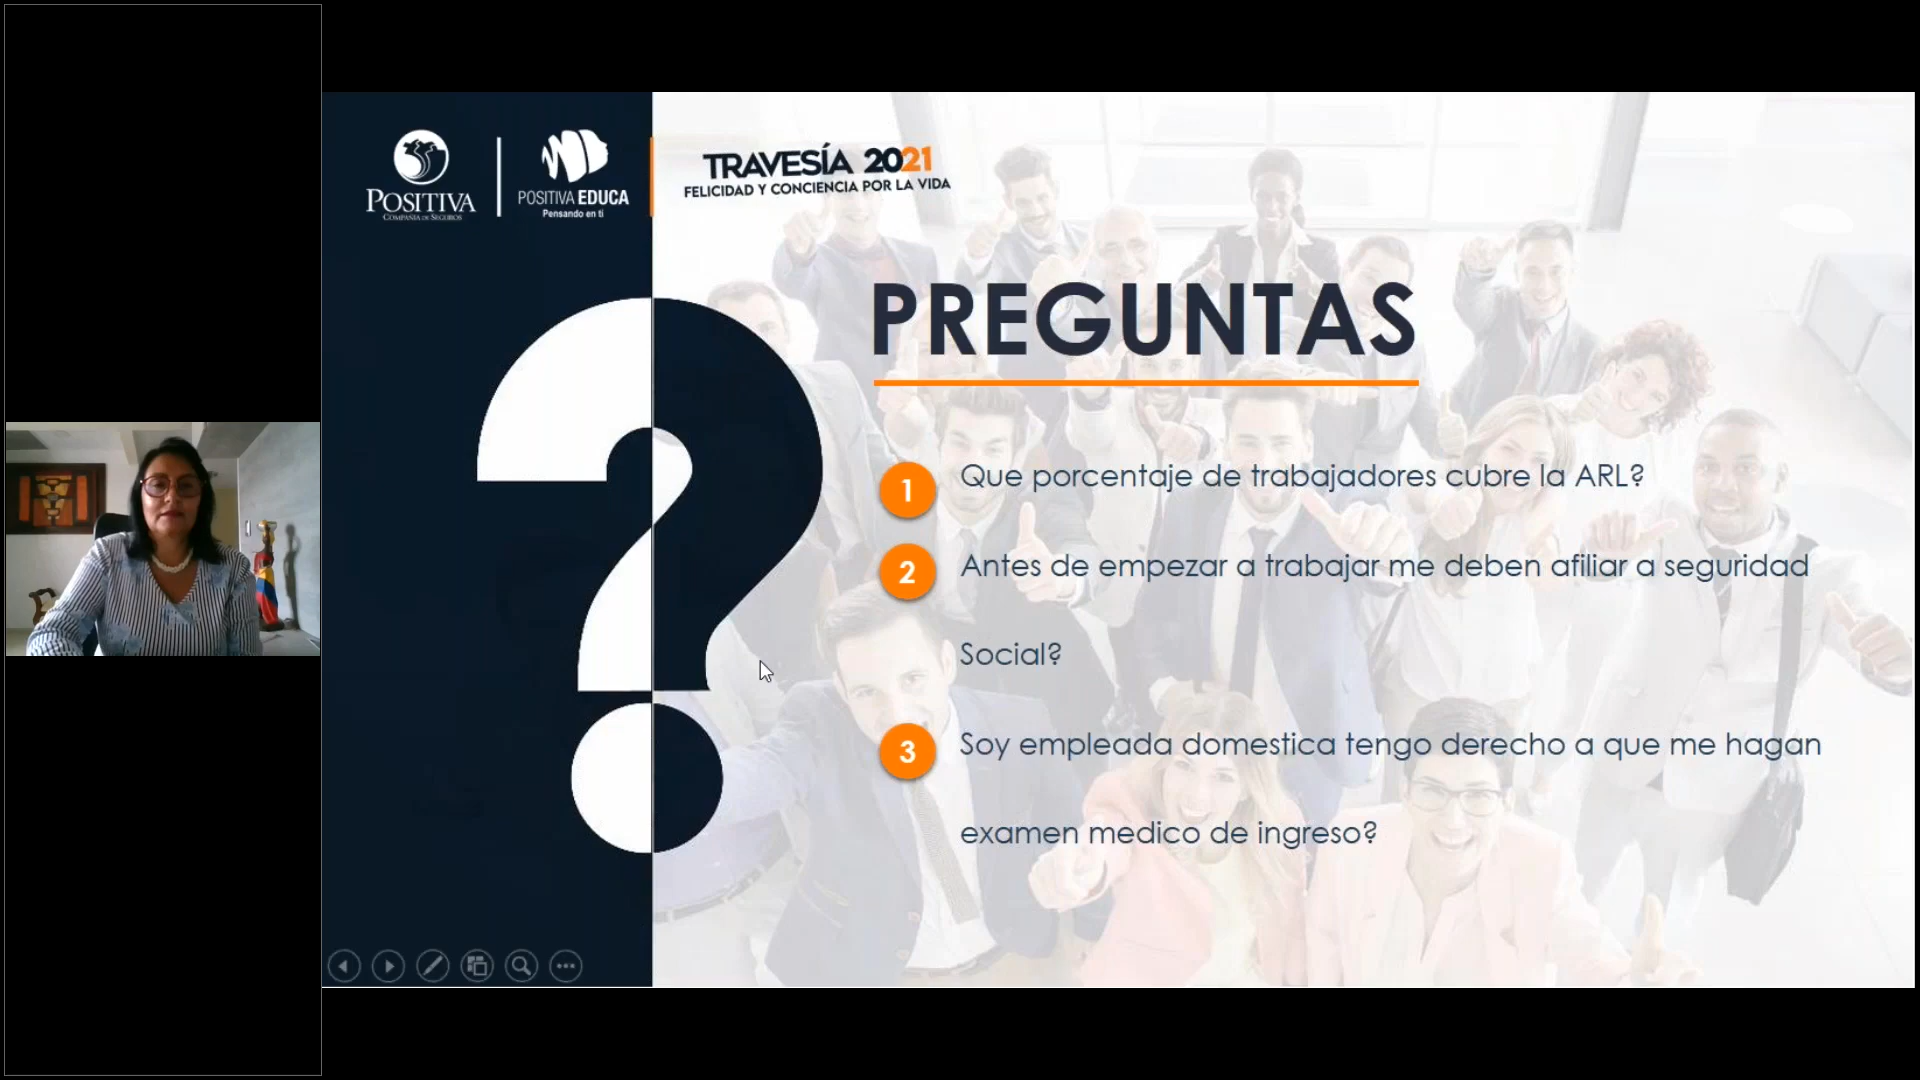 POSITIVA
COMPAÑÍA DE SEGUROS
POSITIVA EDUCA
Pensando en ti
TRAVESÍA 2021
FELICIDAD Y CONCIENCIA POR LA VIDA
PREGUNTAS
1 Que porcentaje de trabajadores cubre la ARL?
2 Antes de empezar a trabajar me deben afiliar a seguridad
Social?
3 Soy empleada domestica tengo derecho a que me hagan
examen medico de ingreso?